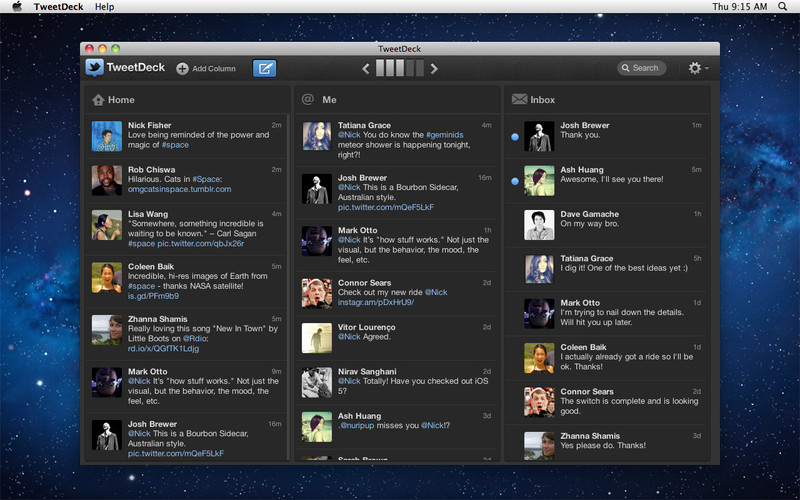 TweetDeck Help Thu 9:15 AM
TweetDeck
TweetDeck Add Column Search
Home
Nick Fisher 2m
Love being reminded of the power and
magic of #space
Rob Chiswa 2m
Hilarious. Cats in #Space:
omgcatsinspace.tumblr.com
Lisa Wang 4m
"Somewhere, something incredible is
waiting to be known." – Carl Sagan
#space pic.twitter.com/qbJx26r
Coleen Baik 5m
Incredible, hi-res images of Earth from
#space - thanks NASA satellite!
is.gd/PFm9b9
Zhanna Shamis 5m
Really loving this song "New In Town" by
Little Boots on @Rdio:
rd.io/x/QGfTK1Ldjg
Mark Otto 9m
@Nick It's "how stuff works." Not just the
visual, but the behavior, the mood, the
feel, etc.
Josh Brewer 16m
@Nick This is a Bourbon Sidecar,
Australian style.
pic.twitter.com/mQeF5LkF
@ Me
Tatiana Grace 4m
@Nick You do know the #geminids
meteor shower is happening tonight,
right?!
Josh Brewer 16m
@Nick This is a Bourbon Sidecar,
Australian style.
pic.twitter.com/mQeF5LkF
Mark Otto 1h
@Nick It's "how stuff works." Not just the
visual, but the behavior, the mood, the
feel, etc.
Connor Sears 2d
Check out my new ride @Nick
instagr.am/pDxHrU9/
Vitor Lourenço 2d
@Nick Agreed.
Nirav Sanghani 2d
@Nick Totally! Have you checked out iOS
5?
Ash Huang 3d
.@nuripup misses you @Nick!?
Inbox
Josh Brewer 1m
Thank you.
Ash Huang 5m
Awesome, I'll see you there!
Dave Gamache 1h
On my way bro.
Tatiana Grace 5h
I dig it! One of the best ideas yet :)
Mark Otto 1d
I'm trying to nail down the details.
Will hit you up later.
Coleen Baik 1d
I actually already got a ride so I'll be
ok. Thanks!
Connor Sears 2d
The switch is complete and is looking
good.
Zhanna Shamis 3d
Yes please do. Thanks!